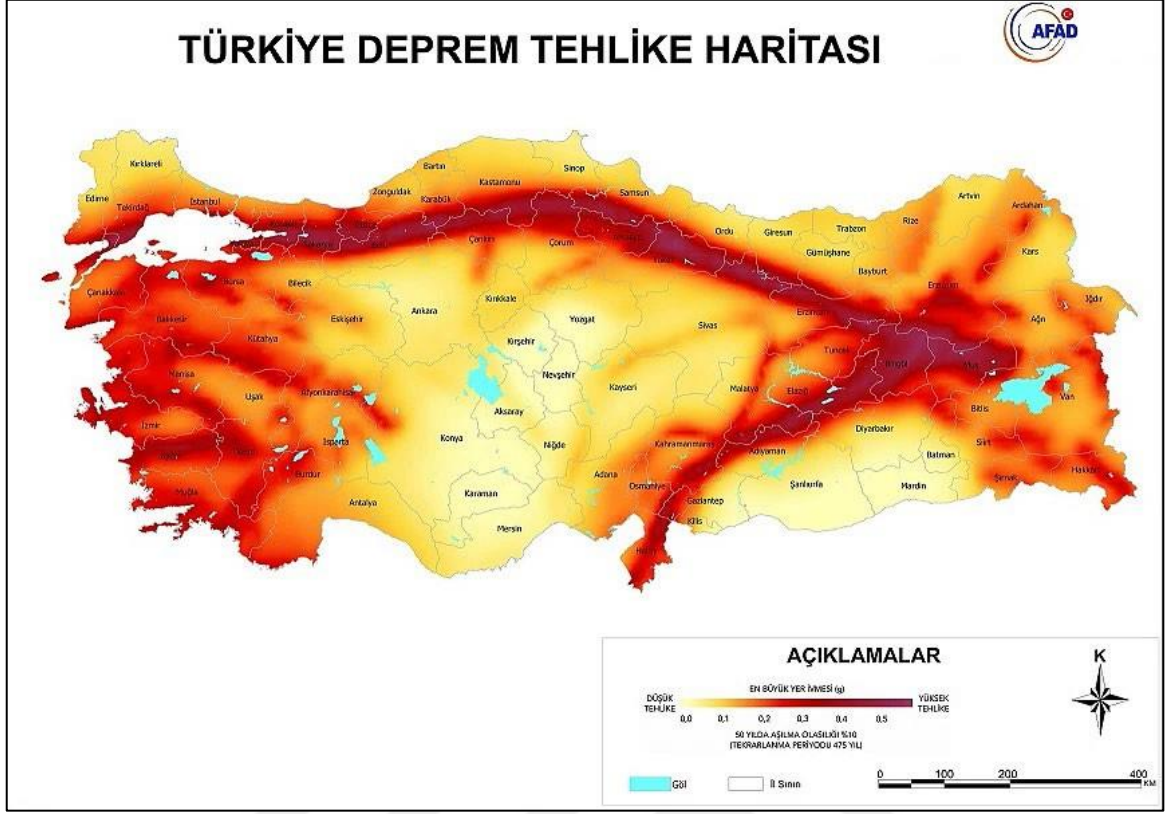 TÜRKİYE DEPREM TEHLİKE HARİTASI
AFAD
Kırklareli
Edirne
Tekirdağ
İstanbul
Zonguldak
Bartın
Karabük
Kastamonu
Sinop
Samsun
Ordu
Giresun
Trabzon
Rize
Artvin
Ardahan
Kars
Gümüşhane
Bayburt
Erzurum
Iğdır
Ağrı
Çanakkale
Balıkesir
Bursa
Bilecik
Eskişehir
Kütahya
Ankara
Çankırı
Çorum
Kırıkkale
Kırşehir
Yozgat
Sivas
Erzincan
Tunceli
Bingöl
Muş
Manisa
Uşak
Afyonkarahisar
İzmir
Isparta
Burdur
Muğla
Antalya
Konya
Aksaray
Nevşehir
Kayseri
Niğde
Karaman
Mersin
Adana
Osmaniye
Kahramanmaraş
Malatya
Elazığ
Adıyaman
Gaziantep
Kilis
Hatay
Şanlıurfa
Diyarbakır
Batman
Mardin
Bitlis
Siirt
Van
Şırnak
Hakkari
AÇIKLAMALAR
K
EN BÜYÜK YER İVMESİ (g)
DÜŞÜK TEHLİKE
YÜKSEK TEHLİKE
0,0 0,1 0,2 0,3 0,4 0,5
50 YILDA AŞILMA OLASILIĞI %10
(TEKRARLANMA PERİYODU 475 YIL)
Göl
İl Sınırı
0 100 200 400
KM